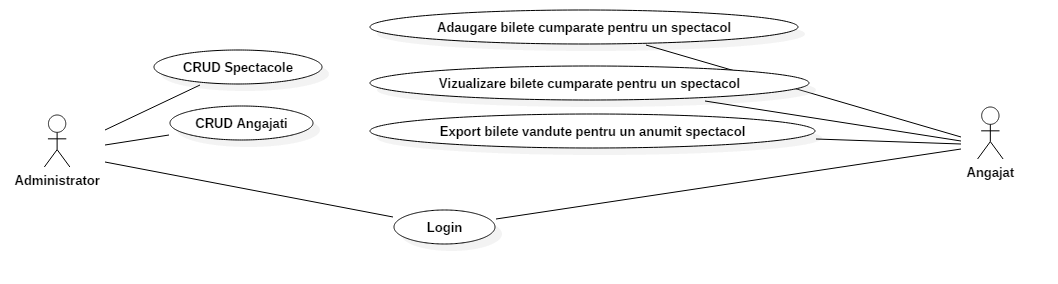 Adaugare bilete cumparate pentru un spectacol
CRUD Spectacole
Vizualizare bilete cumparate pentru un spectacol
CRUD Angajati
Export bilete vandute pentru un anumit spectacol
Administrator
Angajat
Login